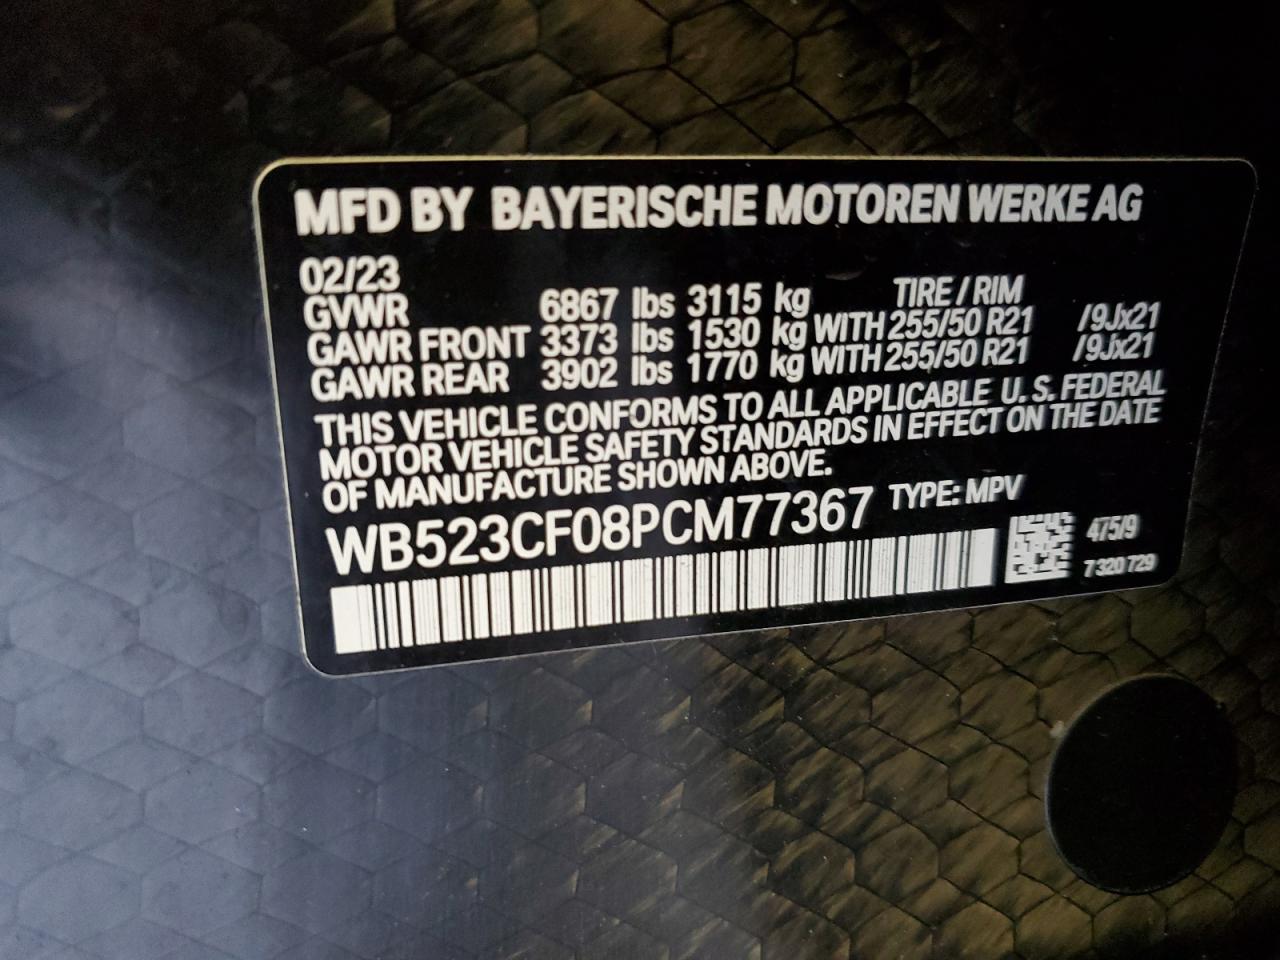 MFD BY BAYERISCHE MOTOREN WERKE AG
02/23
GVWR 6867 lbs 3115 kg TIRE / RIM
GAWR FRONT 3373 lbs 1530 kg WITH 255/50 R21 /9Jx21
GAWR REAR 3902 lbs 1770 kg WITH 255/50 R21 /9Jx21
THIS VEHICLE CONFORMS TO ALL APPLICABLE U. S. FEDERAL
MOTOR VEHICLE SAFETY STANDARDS IN EFFECT ON THE DATE
OF MANUFACTURE SHOWN ABOVE.
WB523CF08PCM77367 TYPE: MPV
475/9
7 320 729